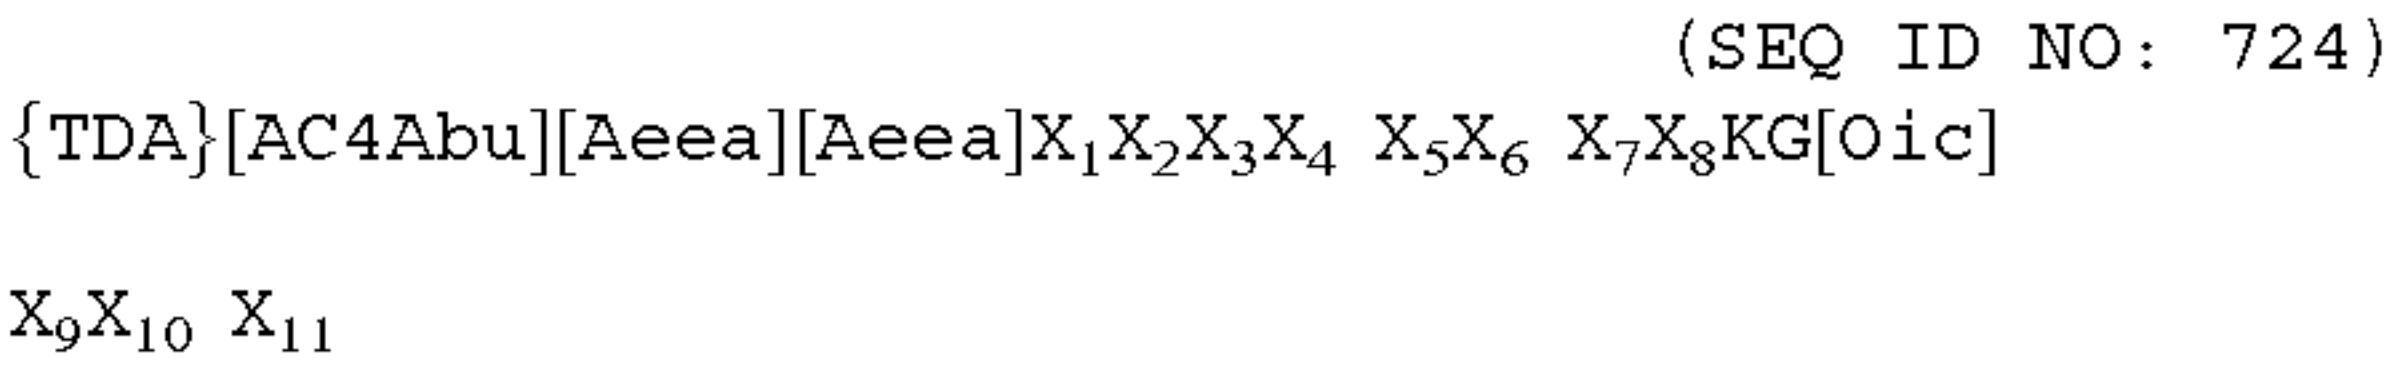 (SEQ ID NO: 724)
{TDA}[AC4Abu][Aeea][Aeea]X₁X₂X₃X₄ X₅X₆ X₇X₈KG[Oic]
X₉X₁₀ X₁₁